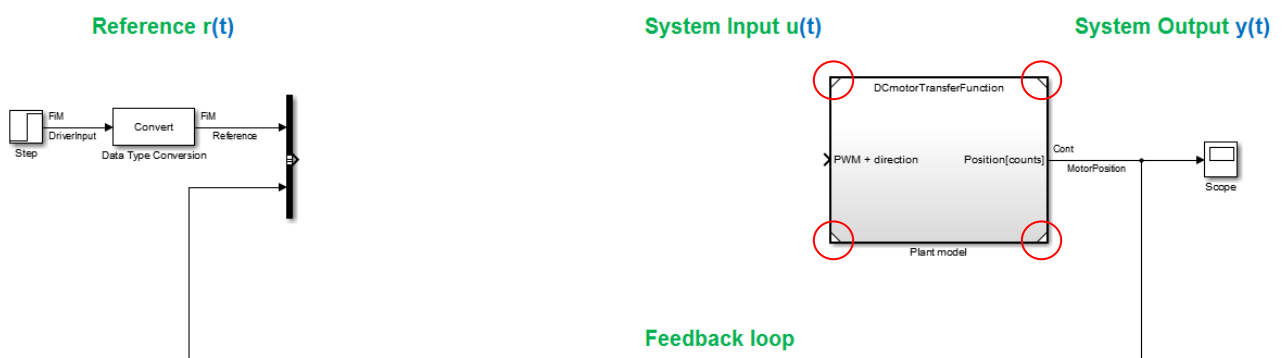 Reference r(t)
System Input u(t)
System Output y(t)
DCmotorTransferFunction
FiM
DriverInput
Step
Convert
Data Type Conversion
FiM
Reference
PWM + direction
Position[counts]
Cont
MotorPosition
Scope
Plant model
Feedback loop